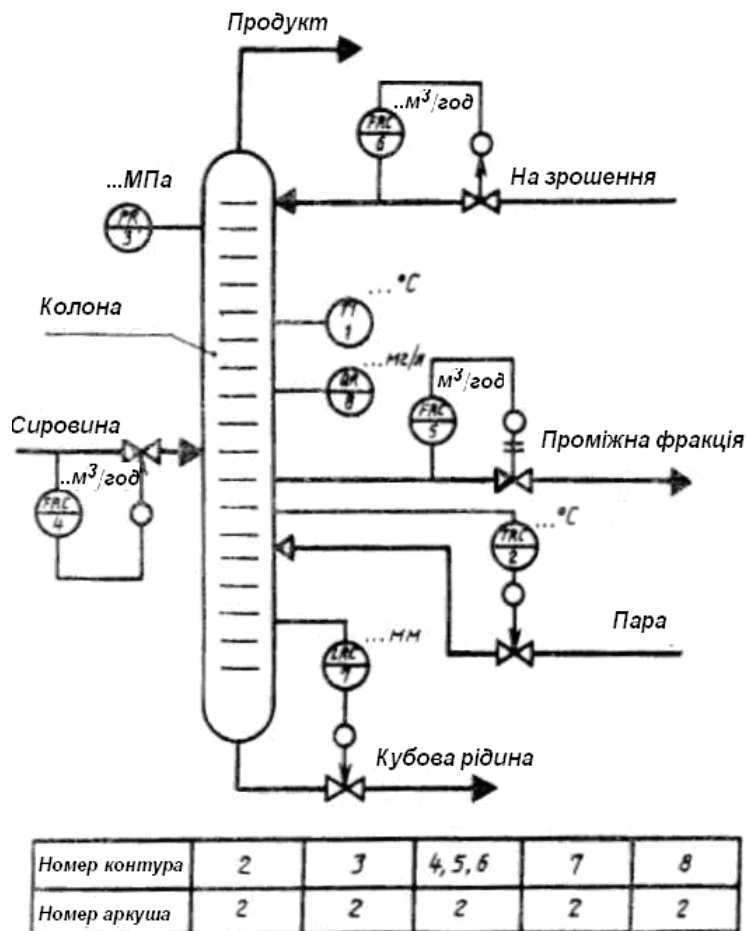 Продукт
..м³/год
FRC
6
...МПа
На зрошення
PR
3
...°C
Колона
1
...мг/л
QR
8
м³/год
Сировина
FRC
5
Проміжна фракція
..м³/год
FRC
4
...°C
TRC
2
Пара
...мм
LRC
7
Кубова рідина
Номер контура 2 3 4, 5, 6 7 8
Номер аркуша 2 2 2 2 2